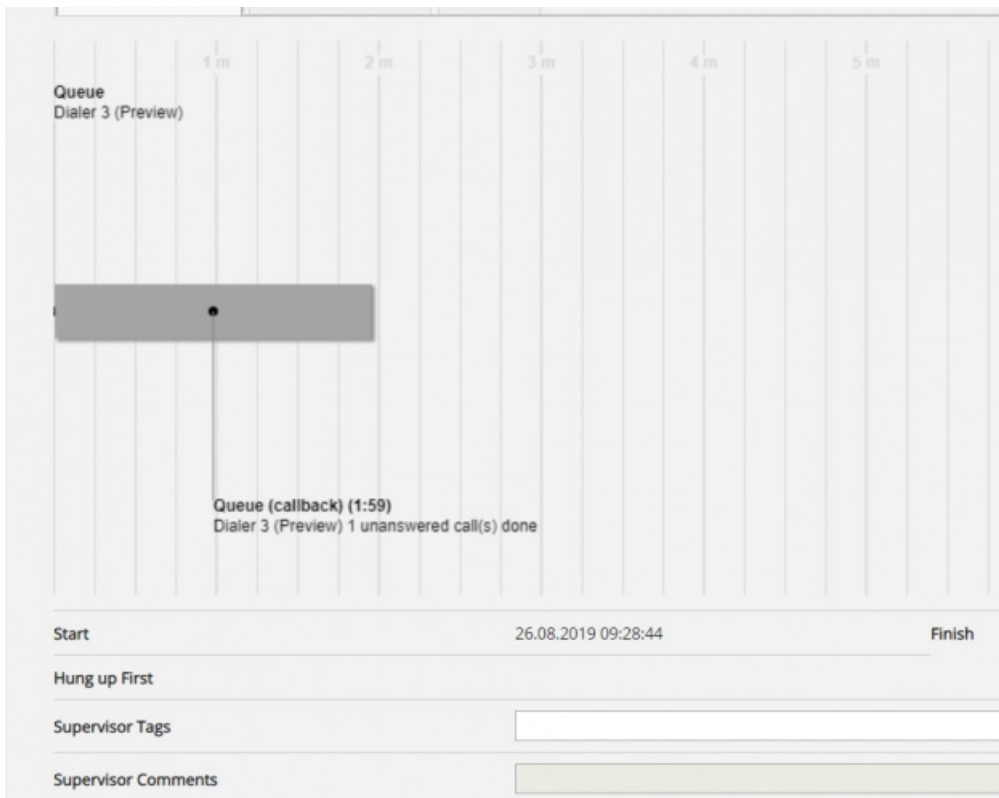 1 m 2 m 3 m 4 m 5 m
Queue
Dialer 3 (Preview)
Queue (callback) (1:59)
Dialer 3 (Preview) 1 unanswered call(s) done
Start 26.08.2019 09:28:44 Finish
Hung up First
Supervisor Tags
Supervisor Comments